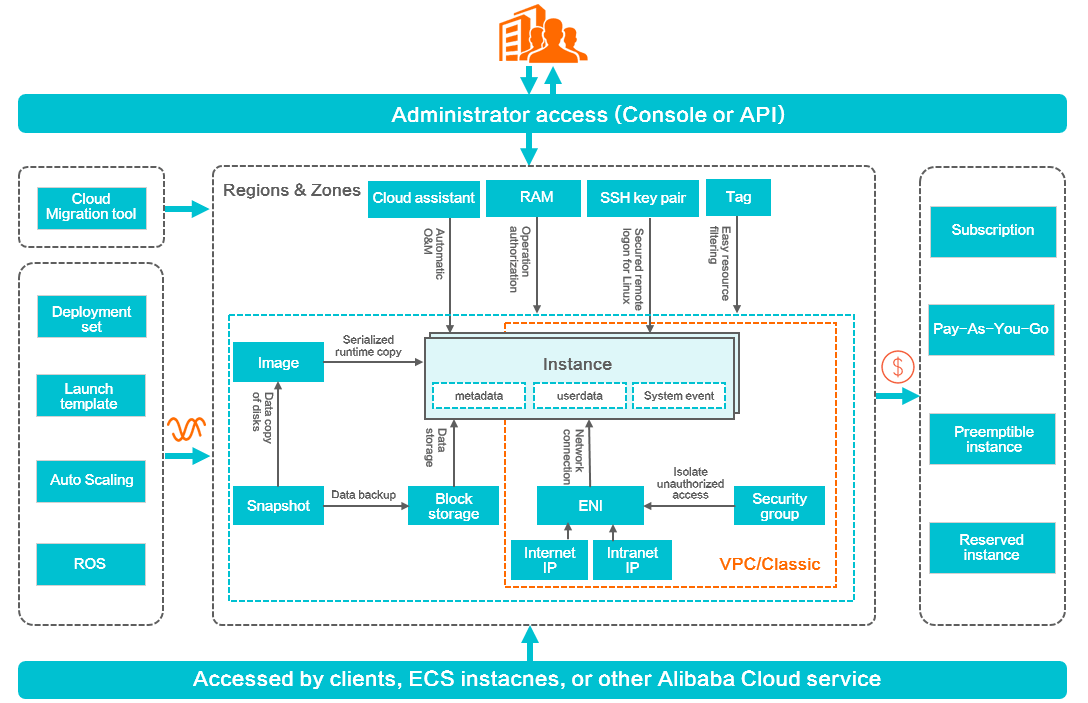 Administrator access (Console or API)
Cloud
Migration tool
Deployment
set
Launch
template
Auto Scaling
ROS
Regions & Zones
Cloud assistant
RAM
SSH key pair
Tag
Automatic
O&M
Operation
authorization
Secured remote
logon for Linux
Easy resource
filtering
Image
Serialized
runtime copy
Instance
metadata
userdata
System event
Data copy
of disks
Data
storage
Network
connection
Isolate
unauthorized
access
Snapshot
Data backup
Block
storage
ENI
Security
group
Internet
IP
Intranet
IP
VPC/Classic
$
Subscription
Pay-As-You-Go
Preemptible
instance
Reserved
instance
Accessed by clients, ECS instacnes, or other Alibaba Cloud service